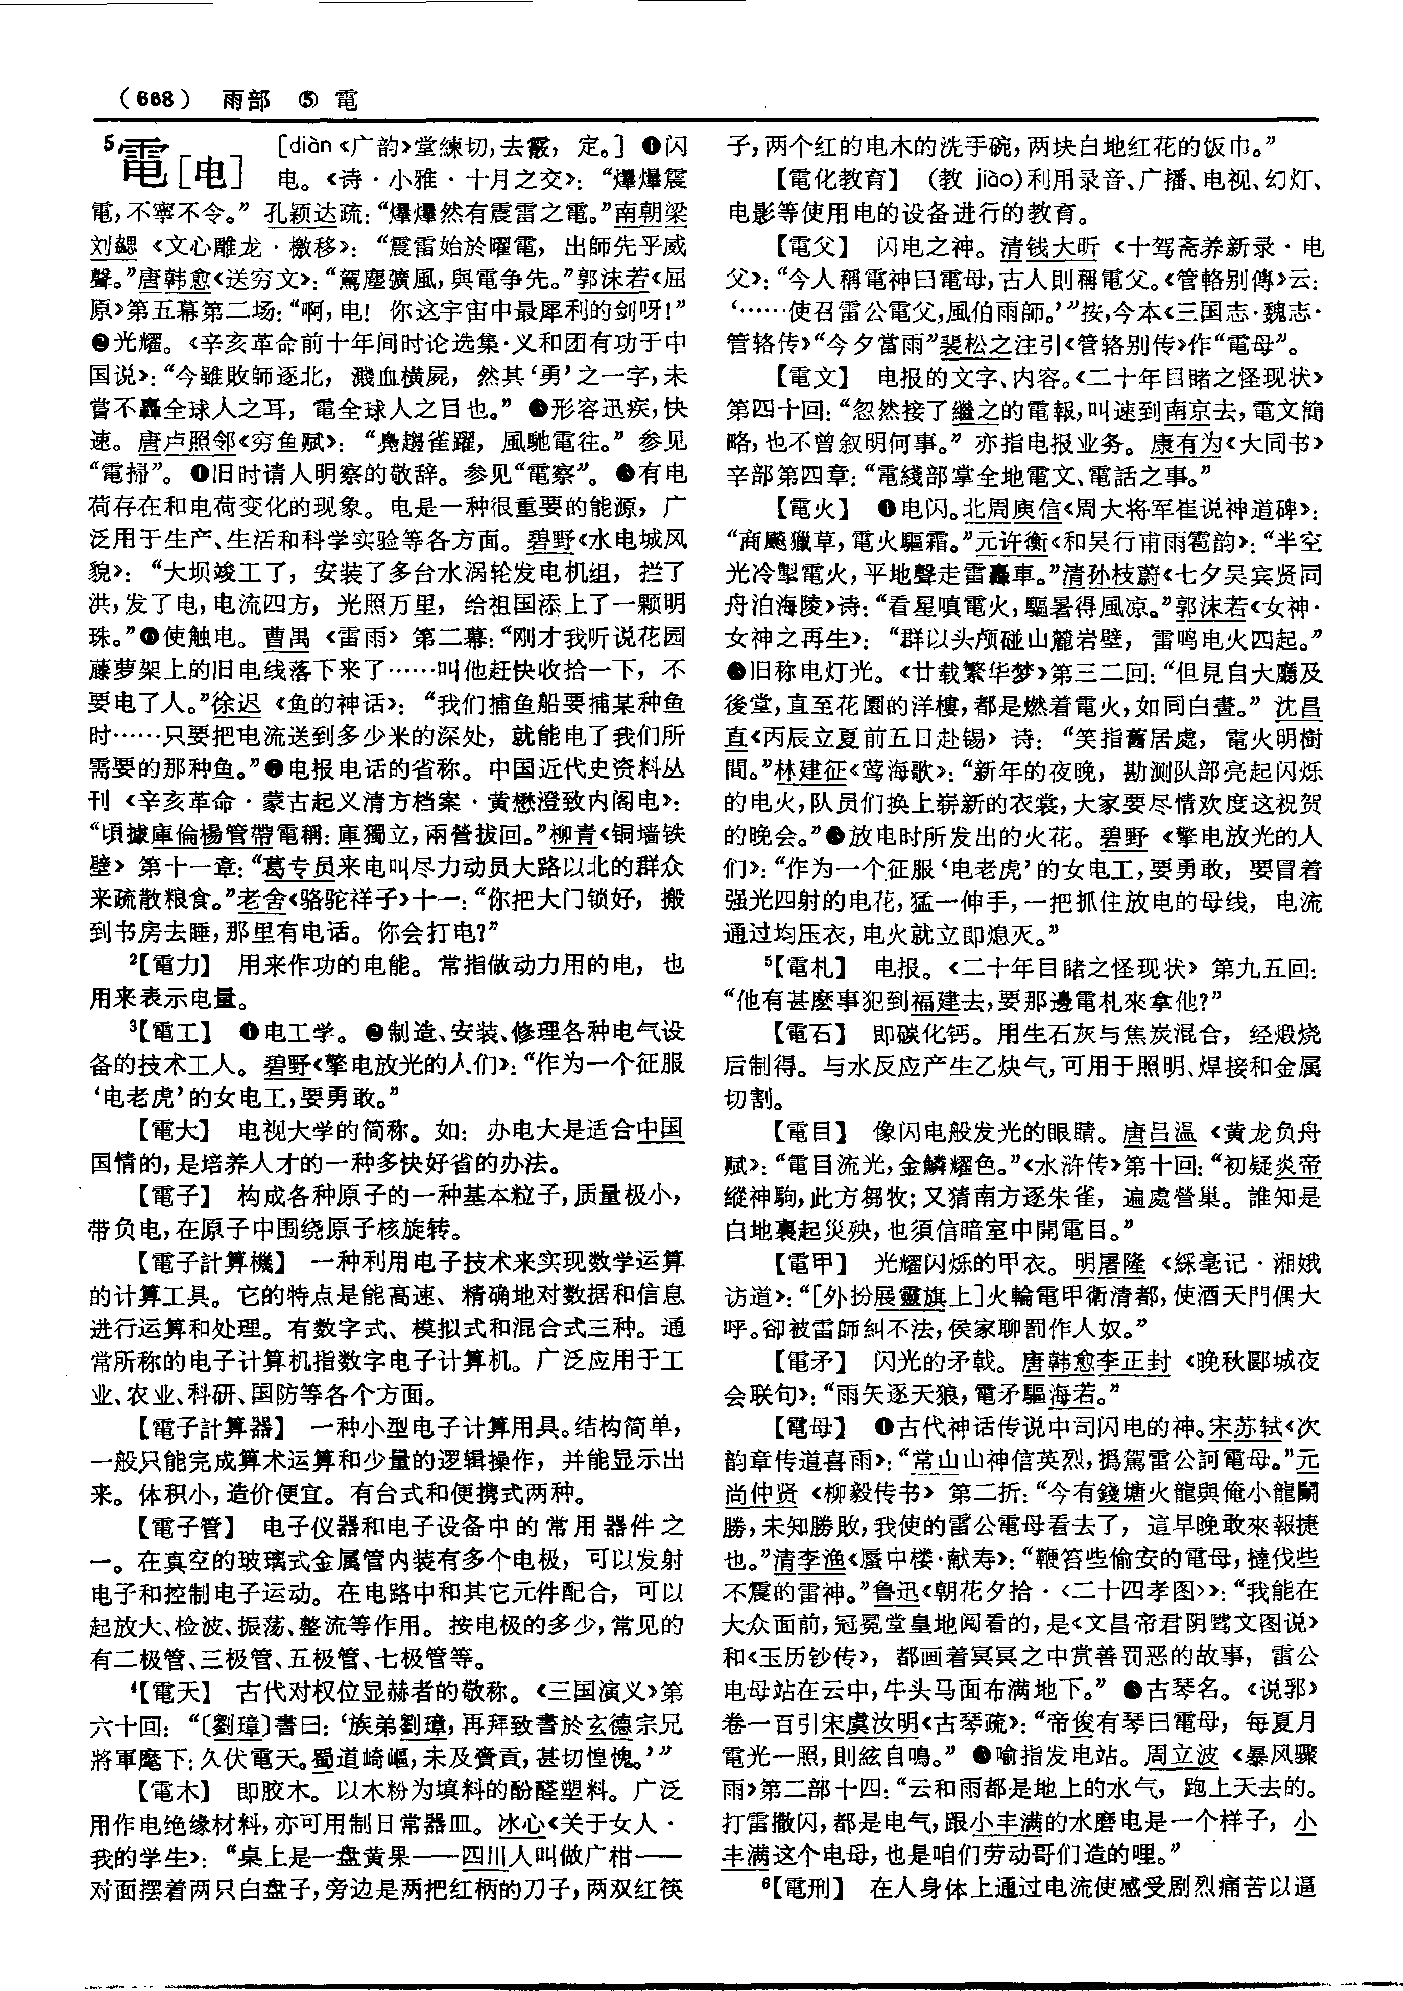 （668） 雨部 ⑤ 電
5電［电］ ［diàn《广韵》堂練切，去霰，定。］❶闪
电。《诗·小雅·十月之交》：“爗爗震
電，不寧不令。”孔颖达疏：“爗爗然有震雷之電。”南朝梁
刘勰《文心雕龙·檄移》：“震雷始於曜電，出師先乎威
聲。”唐韩愈《送穷文》：“駕塵彍風，與電争先。”郭沫若《屈
原》第五幕第二场：“啊，电！你这宇宙中最犀利的剑呀！”
❷光耀。《辛亥革命前十年间时论选集·义和团有功于中
国说》：“今雖敗師逐北，濺血横屍，然其‘勇’之一字，未
嘗不轟全球人之耳，電全球人之目也。”❸形容迅疾，快
速。唐卢照邻《穷鱼赋》：“鳧趨雀躍，風馳電往。”参见
“電掃”。❹旧时请人明察的敬辞。参见“電察”。❺有电
荷存在和电荷变化的现象。电是一种很重要的能源，广
泛用于生产、生活和科学实验等各方面。碧野《水电城风
貌》：“大坝竣工了，安装了多台水涡轮发电机组，拦了
洪，发了电，电流四方，光照万里，给祖国添上了一颗明
珠。”❻使触电。曹禺《雷雨》第二幕：“刚才我听说花园
藤萝架上的旧电线落下来了……叫他赶快收拾一下，不
要电了人。”徐迟《鱼的神话》：“我们捕鱼船要捕某种鱼
时……只要把电流送到多少米的深处，就能电了我们所
需要的那种鱼。”❼电报电话的省称。中国近代史资料丛
刊《辛亥革命·蒙古起义清方档案·黄懋澄致内阁电》：
“頃據庫倫楊管帶電稱：庫獨立，兩營拔回。”柳青《铜墙铁
壁》第十一章：“葛专员来电叫尽力动员大路以北的群众
来疏散粮食。”老舍《骆驼祥子》十一：“你把大门锁好，搬
到书房去睡，那里有电话。你会打电？”
2【電力】 用来作功的电能。常指做动力用的电，也
用来表示电量。
3【電工】 ❶电工学。❷制造、安装、修理各种电气设
备的技术工人。碧野《擎电放光的人们》：“作为一个征服
‘电老虎’的女电工，要勇敢。”
【電大】 电视大学的简称。如：办电大是适合中国
国情的，是培养人才的一种多快好省的办法。
【電子】 构成各种原子的一种基本粒子，质量极小，
带负电，在原子中围绕原子核旋转。
【電子計算機】 一种利用电子技术来实现数学运算
的计算工具。它的特点是能高速、精确地对数据和信息
进行运算和处理。有数字式、模拟式和混合式三种。通
常所称的电子计算机指数字电子计算机。广泛应用于工
业、农业、科研、国防等各个方面。
【電子計算器】 一种小型电子计算用具。结构简单，
一般只能完成算术运算和少量的逻辑操作，并能显示出
来。体积小，造价便宜。有台式和便携式两种。
【電子管】 电子仪器和电子设备中的常用器件之
一。在真空的玻璃式金属管内装有多个电极，可以发射
电子和控制电子运动。在电路中和其它元件配合，可以
起放大、检波、振荡、整流等作用。按电极的多少，常见的
有二极管、三极管、五极管、七极管等。
4【電天】 古代对权位显赫者的敬称。《三国演义》第
六十回：“〔劉璋〕書曰：‘族弟劉璋，再拜致書於玄德宗兄
將軍麾下：久伏電天。蜀道崎嶇，未及賫貢，甚切惶愧。’”
【電木】 即胶木。以木粉为填料的酚醛塑料。广泛
用作电绝缘材料，亦可用制日常器皿。冰心《关于女人·
我的学生》：“桌上是一盘黄果——四川人叫做广柑——
对面摆着两只白盘子，旁边是两把红柄的刀子，两双红筷
子，两个红的电木的洗手碗，两块白地红花的饭巾。”
【電化教育】 （教 jiào）利用录音、广播、电视、幻灯、
电影等使用电的设备进行的教育。
【電父】 闪电之神。清钱大昕《十驾斋养新录·电
父》：“今人稱電神曰電母，古人則稱電父。《管輅别傳》云：
‘……使召雷公電父，風伯雨師。’”按，今本《三国志·魏志·
管辂传》“今夕當雨”裴松之注引《管辂别传》作“電母”。
【電文】 电报的文字、内容。《二十年目睹之怪现状》
第四十回：“忽然接了繼之的電報，叫速到南京去，電文簡
略，也不曾叙明何事。”亦指电报业务。康有为《大同书》
辛部第四章：“電綫部掌全地電文、電話之事。”
【電火】 ❶电闪。北周庾信《周大将军崔说神道碑》：
“商飈獵草，電火驅霜。”元许衡《和吴行甫雨雹韵》：“半空
光冷掣電火，平地聲走雷轟車。”清孙枝蔚《七夕吴宾贤同
舟泊海陵》诗：“看星嗔電火，驅暑得風凉。”郭沫若《女神·
女神之再生》：“群以头颅碰山麓岩壁，雷鸣电火四起。”
❷旧称电灯光。《廿载繁华梦》第三二回：“但見自大廳及
後堂，直至花園的洋樓，都是燃着電火，如同白晝。”沈昌
直《丙辰立夏前五日赴锡》诗：“笑指舊居處，電火明樹
間。”林建征《莺海歌》：“新年的夜晚，勘测队部亮起闪烁
的电火，队员们换上崭新的衣裳，大家要尽情欢度这祝贺
的晚会。”❸放电时所发出的火花。碧野《擎电放光的人
们》：“作为一个征服‘电老虎’的女电工，要勇敢，要冒着
强光四射的电花，猛一伸手，一把抓住放电的母线，电流
通过均压衣，电火就立即熄灭。”
5【電札】 电报。《二十年目睹之怪现状》第九五回：
“他有甚麽事犯到福建去，要那邊電札來拿他？”
【電石】 即碳化钙。用生石灰与焦炭混合，经煅烧
后制得。与水反应产生乙炔气，可用于照明、焊接和金属
切割。
【電目】 像闪电般发光的眼睛。唐吕温《黄龙负舟
赋》：“電目流光，金鱗耀色。”《水浒传》第十回：“初疑炎帝
縱神駒，此方芻牧；又猜南方逐朱雀，遍處營巢。誰知是
白地裏起災殃，也須信暗室中開電目。”
【電甲】 光耀闪烁的甲衣。明屠隆《綵毫记·湘娥
访道》：“［外扮展靈旗上］火輪電甲衛清都，使酒天門偶大
呼。卻被雷師糾不法，侯家聊罰作人奴。”
【電矛】 闪光的矛戟。唐韩愈李正封《晚秋郾城夜
会联句》：“雨矢逐天狼，電矛驅海若。”
【電母】 ❶古代神话传说中司闪电的神。宋苏轼《次
韵章传道喜雨》：“常山山神信英烈，撝駕雷公訶電母。”元
尚仲贤《柳毅传书》第二折：“今有錢塘火龍與俺小龍鬭
勝，未知勝敗，我使的雷公電母看去了，這早晚敢來報捷
也。”清李渔《蜃中楼·献寿》：“鞭笞些偷安的電母，撻伐些
不震的雷神。”鲁迅《朝花夕拾·〈二十四孝图〉》：“我能在
大众面前，冠冕堂皇地阅看的，是《文昌帝君阴骘文图说》
和《玉历钞传》，都画着冥冥之中赏善罚恶的故事，雷公
电母站在云中，牛头马面布满地下。”❷古琴名。《说郛》
卷一百引宋虞汝明《古琴疏》：“帝俊有琴曰電母，每夏月
電光一照，則絃自鳴。”❸喻指发电站。周立波《暴风骤
雨》第二部十四：“云和雨都是地上的水气，跑上天去的。
打雷撒闪，都是电气，跟小丰满的水磨电是一个样子，小
丰满这个电母，也是咱们劳动哥们造的哩。”
6【電刑】 在人身体上通过电流使感受剧烈痛苦以逼